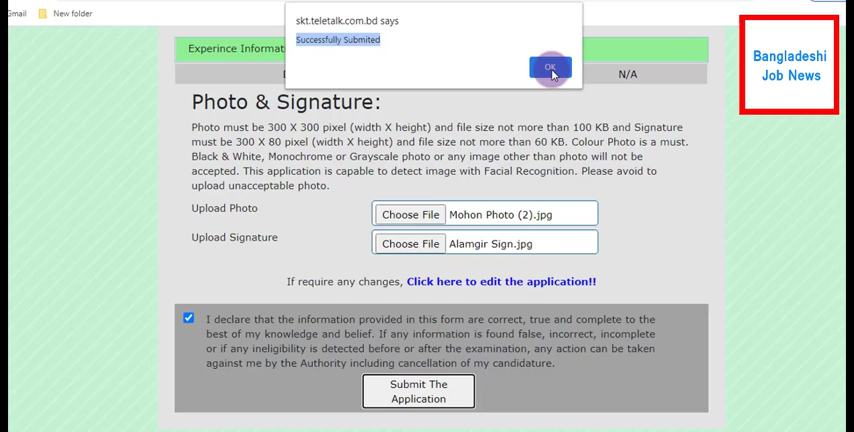 Gmail
New folder
skt.teletalk.com.bd says
Successfully Submited
OK
Bangladeshi
Job News
Experince Informati
N/A
Photo & Signature:
Photo must be 300 X 300 pixel (width X height) and file size not more than 100 KB and Signature
must be 300 X 80 pixel (width X height) and file size not more than 60 KB. Colour Photo is a must.
Black & White, Monochrome or Grayscale photo or any image other than photo will not be
accepted. This application is capable to detect image with Facial Recognition. Please avoid to
upload unacceptable photo.
Upload Photo
Choose File Mohon Photo (2).jpg
Upload Signature
Choose File Alamgir Sign.jpg
If require any changes, Click here to edit the application!!
I declare that the information provided in this form are correct, true and complete to the
best of my knowledge and belief. If any information is found false, incorrect, incomplete
or if any ineligibility is detected before or after the examination, any action can be taken
against me by the Authority including cancellation of my candidature.
Submit The
Application